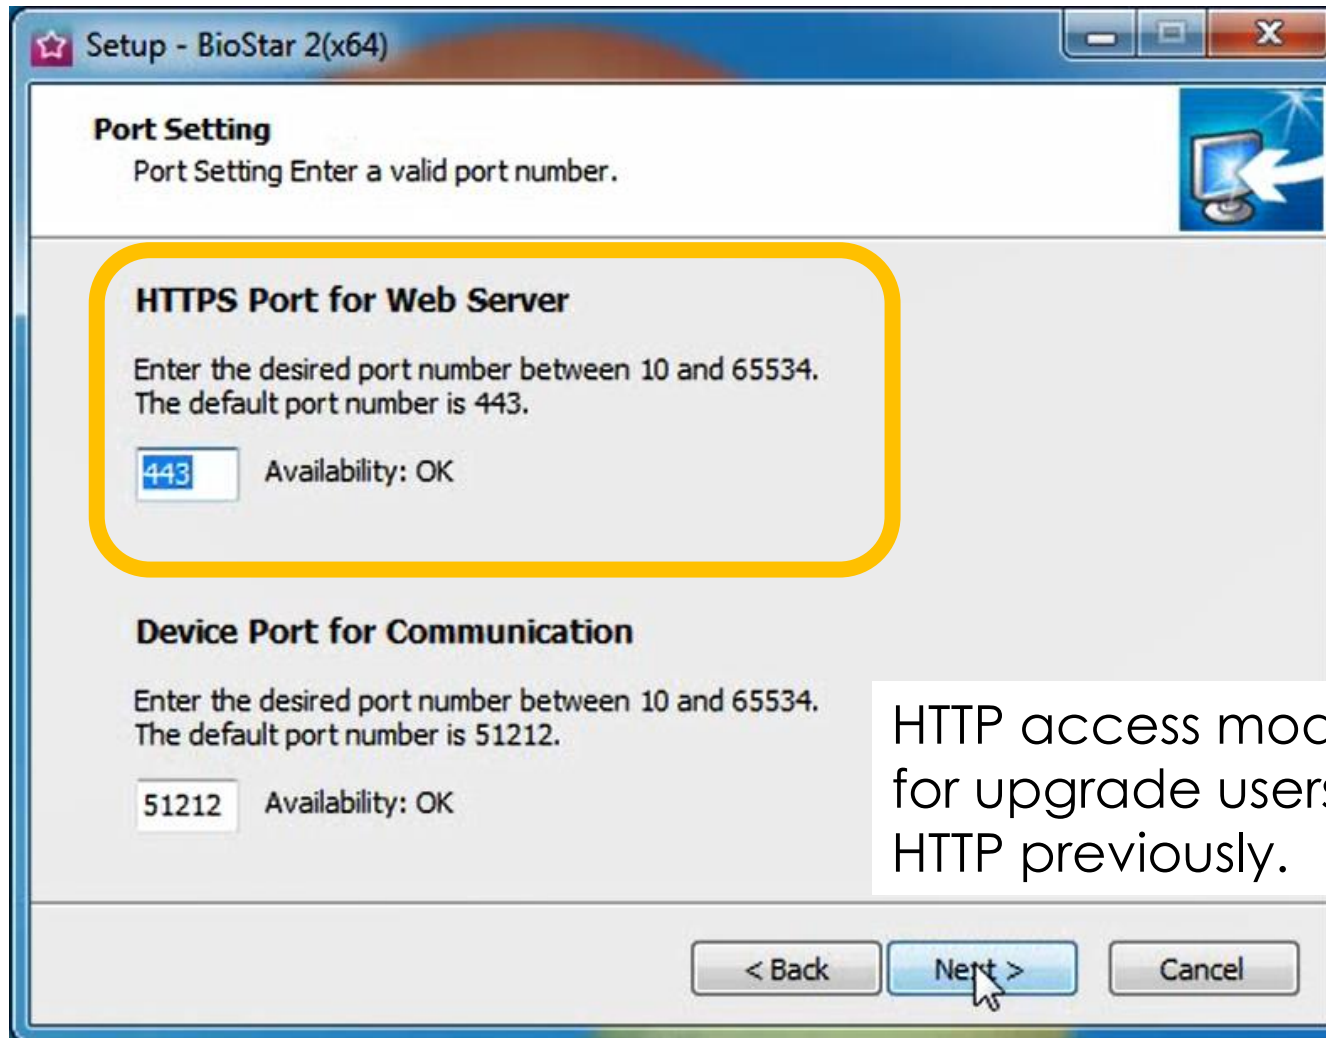 Setup - BioStar 2(x64)
Port Setting
Port Setting Enter a valid port number.
HTTPS Port for Web Server
Enter the desired port number between 10 and 65534.
The default port number is 443.
443 Availability: OK
Device Port for Communication
Enter the desired port number between 10 and 65534.
The default port number is 51212.
51212 Availability: OK
HTTP access
for upgrade users
HTTP previously.
< Back Next > Cancel